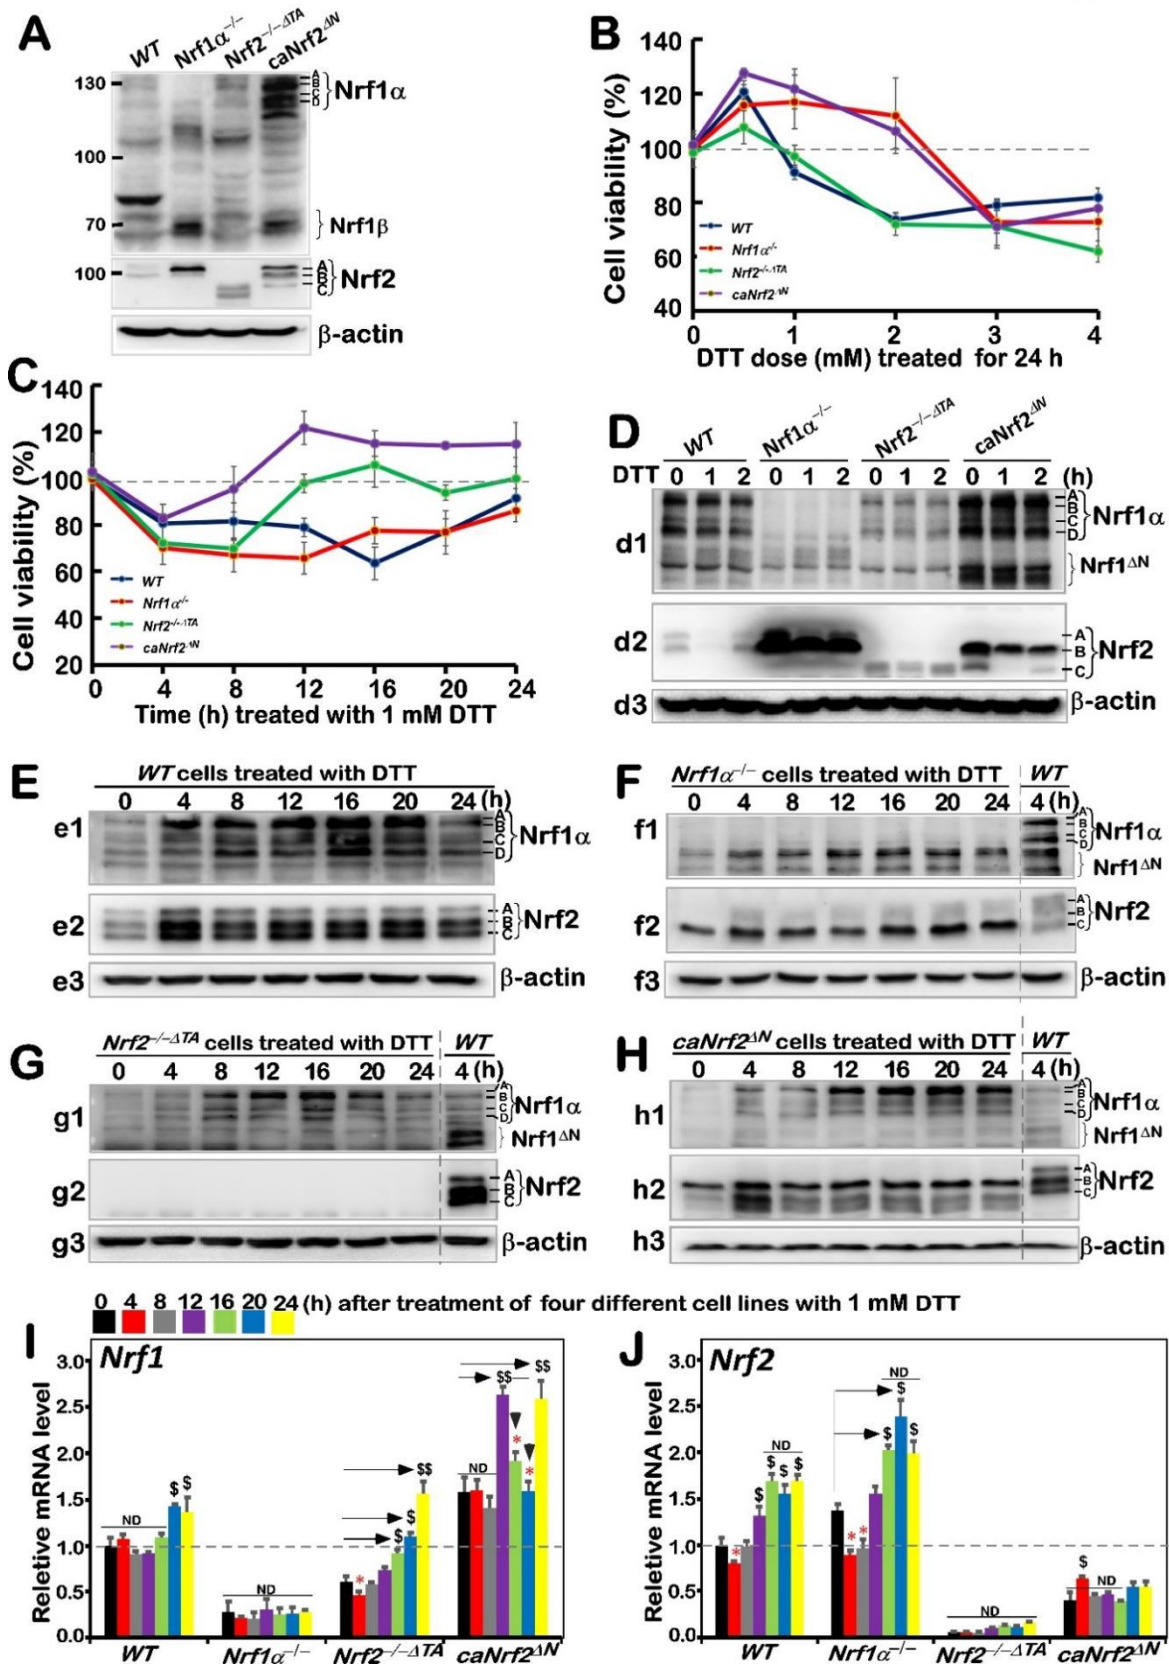 A
WT Nrf1α−/− Nrf2−/−ΔTA caNrf2ΔN
130
100
70
100
A
B
C
D
Nrf1α
Nrf1β
A
B
C
Nrf2
β-actin
B
Cell viability (%)
140
120
100
80
60
40
WT
Nrf1α-/-
Nrf2-/-ΔTA
caNrf2ΔN
0 1 2 3 4
DTT dose (mM) treated for 24 h
C
Cell viability (%)
140
120
100
80
60
40
20
WT
Nrf1α-/-
Nrf2-/-ΔTA
caNrf2ΔN
0 4 8 12 16 20 24
Time (h) treated with 1 mM DTT
D
WT Nrf1α−/− Nrf2−/−ΔTA caNrf2ΔN
DTT 0 1 2 0 1 2 0 1 2 0 1 2 (h)
d1
A
B
C
D
Nrf1α
Nrf1ΔN
d2
A
B
C
Nrf2
d3 β-actin
E
WT cells treated with DTT
0 4 8 12 16 20 24 (h)
e1
A
B
C
D
Nrf1α
e2
A
B
C
Nrf2
e3 β-actin
F
Nrf1α−/− cells treated with DTT WT
0 4 8 12 16 20 24 4 (h)
f1
A
B
C
D
Nrf1α
Nrf1ΔN
f2
A
B
C
Nrf2
f3 β-actin
G
Nrf2−/−ΔTA cells treated with DTT WT
0 4 8 12 16 20 24 4 (h)
g1
A
B
C
D
Nrf1α
Nrf1ΔN
g2
A
B
C
Nrf2
g3 β-actin
H
caNrf2ΔN cells treated with DTT WT
0 4 8 12 16 20 24 4 (h)
h1
A
B
C
D
Nrf1α
Nrf1ΔN
h2
A
B
C
Nrf2
h3 β-actin
0 4 8 12 16 20 24 (h) after treatment of four different cell lines with 1 mM DTT
I
Nrf1
Reletive mRNA level
3.0
2.5
2.0
1.5
1.0
0.5
0.0
ND $ $
ND
* $ $ $$
ND $$ * * $$
WT Nrf1α−/− Nrf2−/−ΔTA caNrf2ΔN
J
Nrf2
Reletive mRNA level
3.0
2.5
2.0
1.5
1.0
0.5
0.0
* $ ND $ $ $
* * ND $ $ $
ND
$ ND
WT Nrf1α−/− Nrf2−/−ΔTA caNrf2ΔN